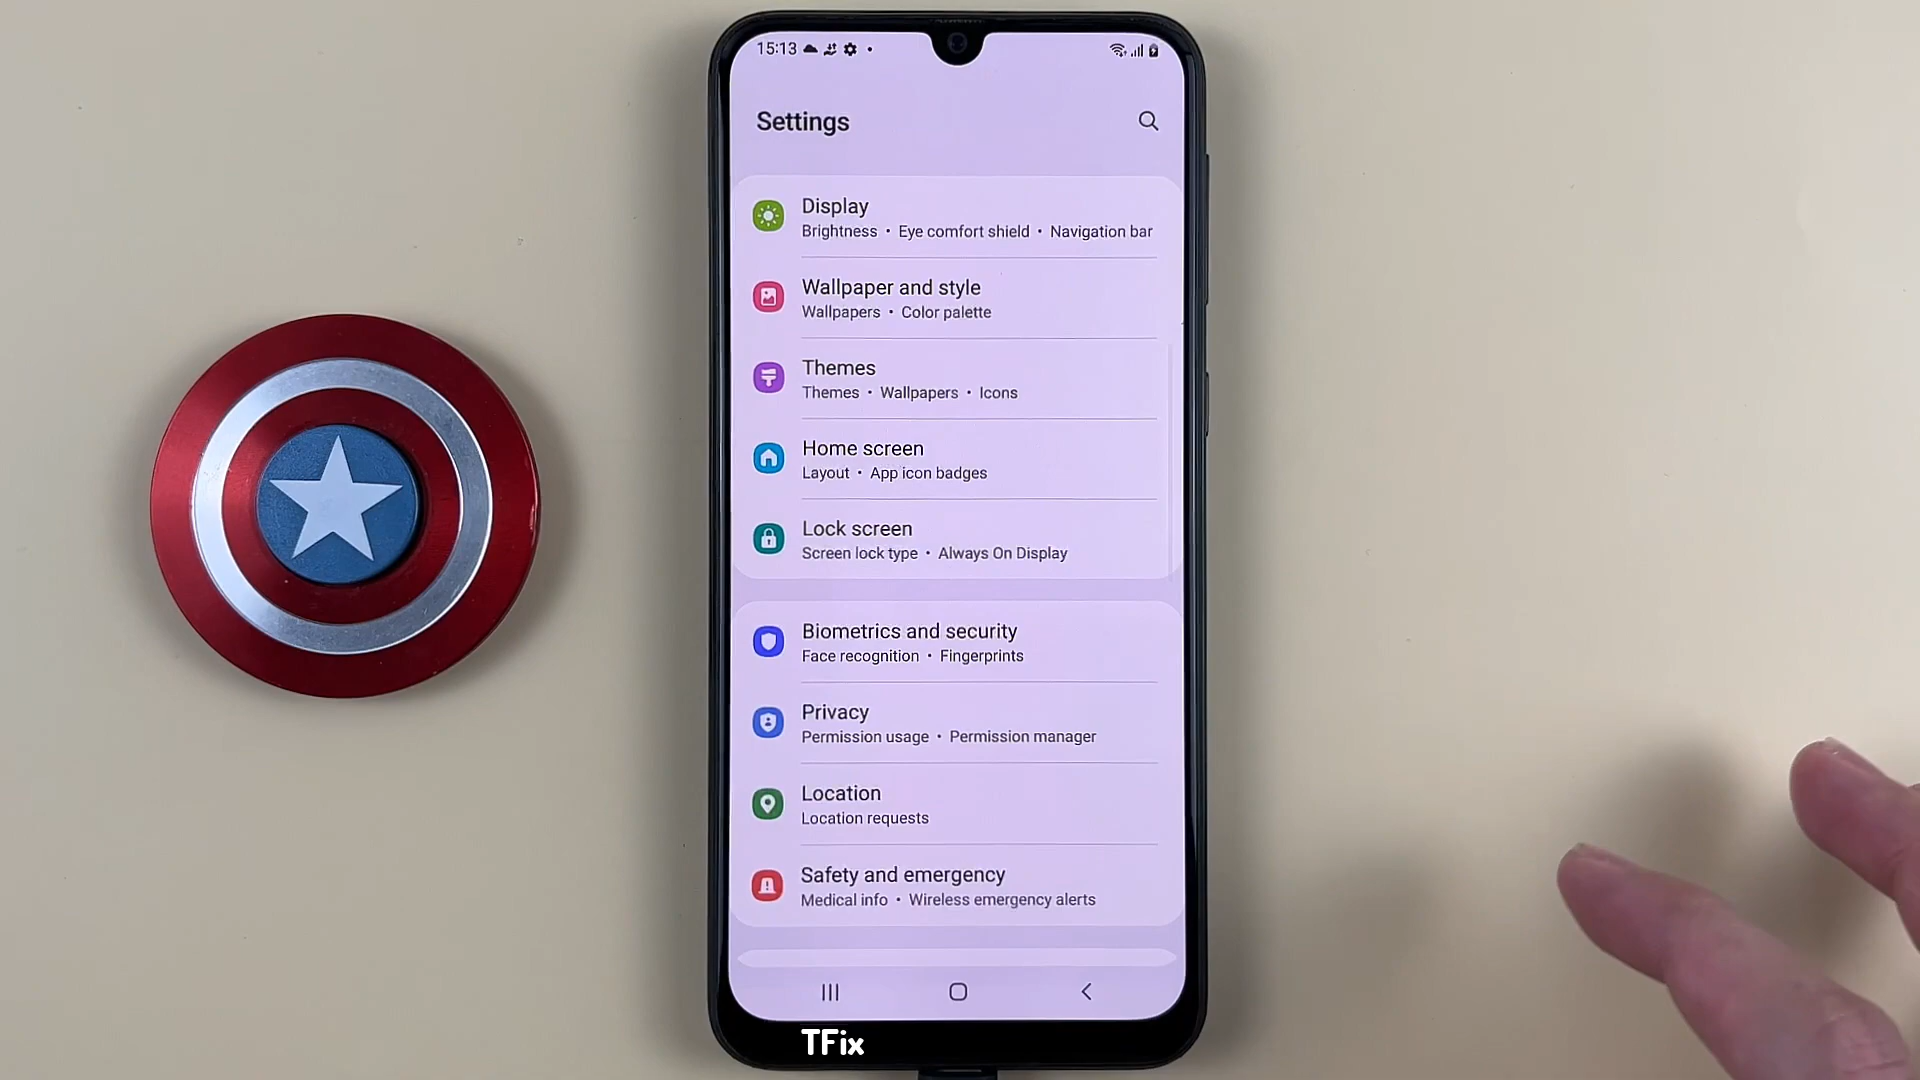 15:13
Settings
Display
Brightness • Eye comfort shield • Navigation bar
Wallpaper and style
Wallpapers • Color palette
Themes
Themes • Wallpapers • Icons
Home screen
Layout • App icon badges
Lock screen
Screen lock type • Always On Display
Biometrics and security
Face recognition • Fingerprints
Privacy
Permission usage • Permission manager
Location
Location requests
Safety and emergency
Medical info • Wireless emergency alerts
TFix